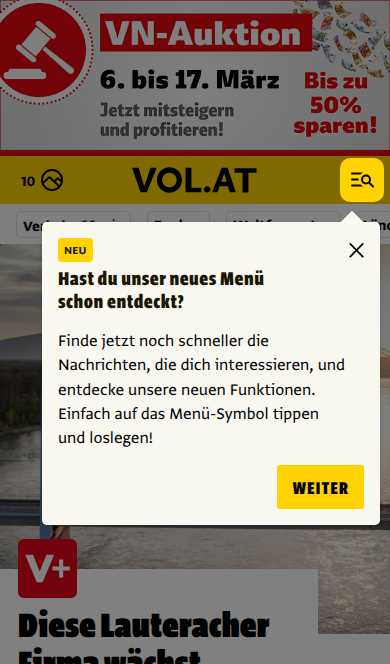 VN-Auktion
6. bis 17. März
Jetzt mitsteigern
und profitieren!
Bis zu
50%
sparen!
10
VOL.AT
NEU
Hast du unser neues Menü
schon entdeckt?
Finde jetzt noch schneller die
Nachrichten, die dich interessieren, und
entdecke unsere neuen Funktionen.
Einfach auf das Menü-Symbol tippen
und loslegen!
WEITER
V+
Diese Lauteracher
Firma wächst